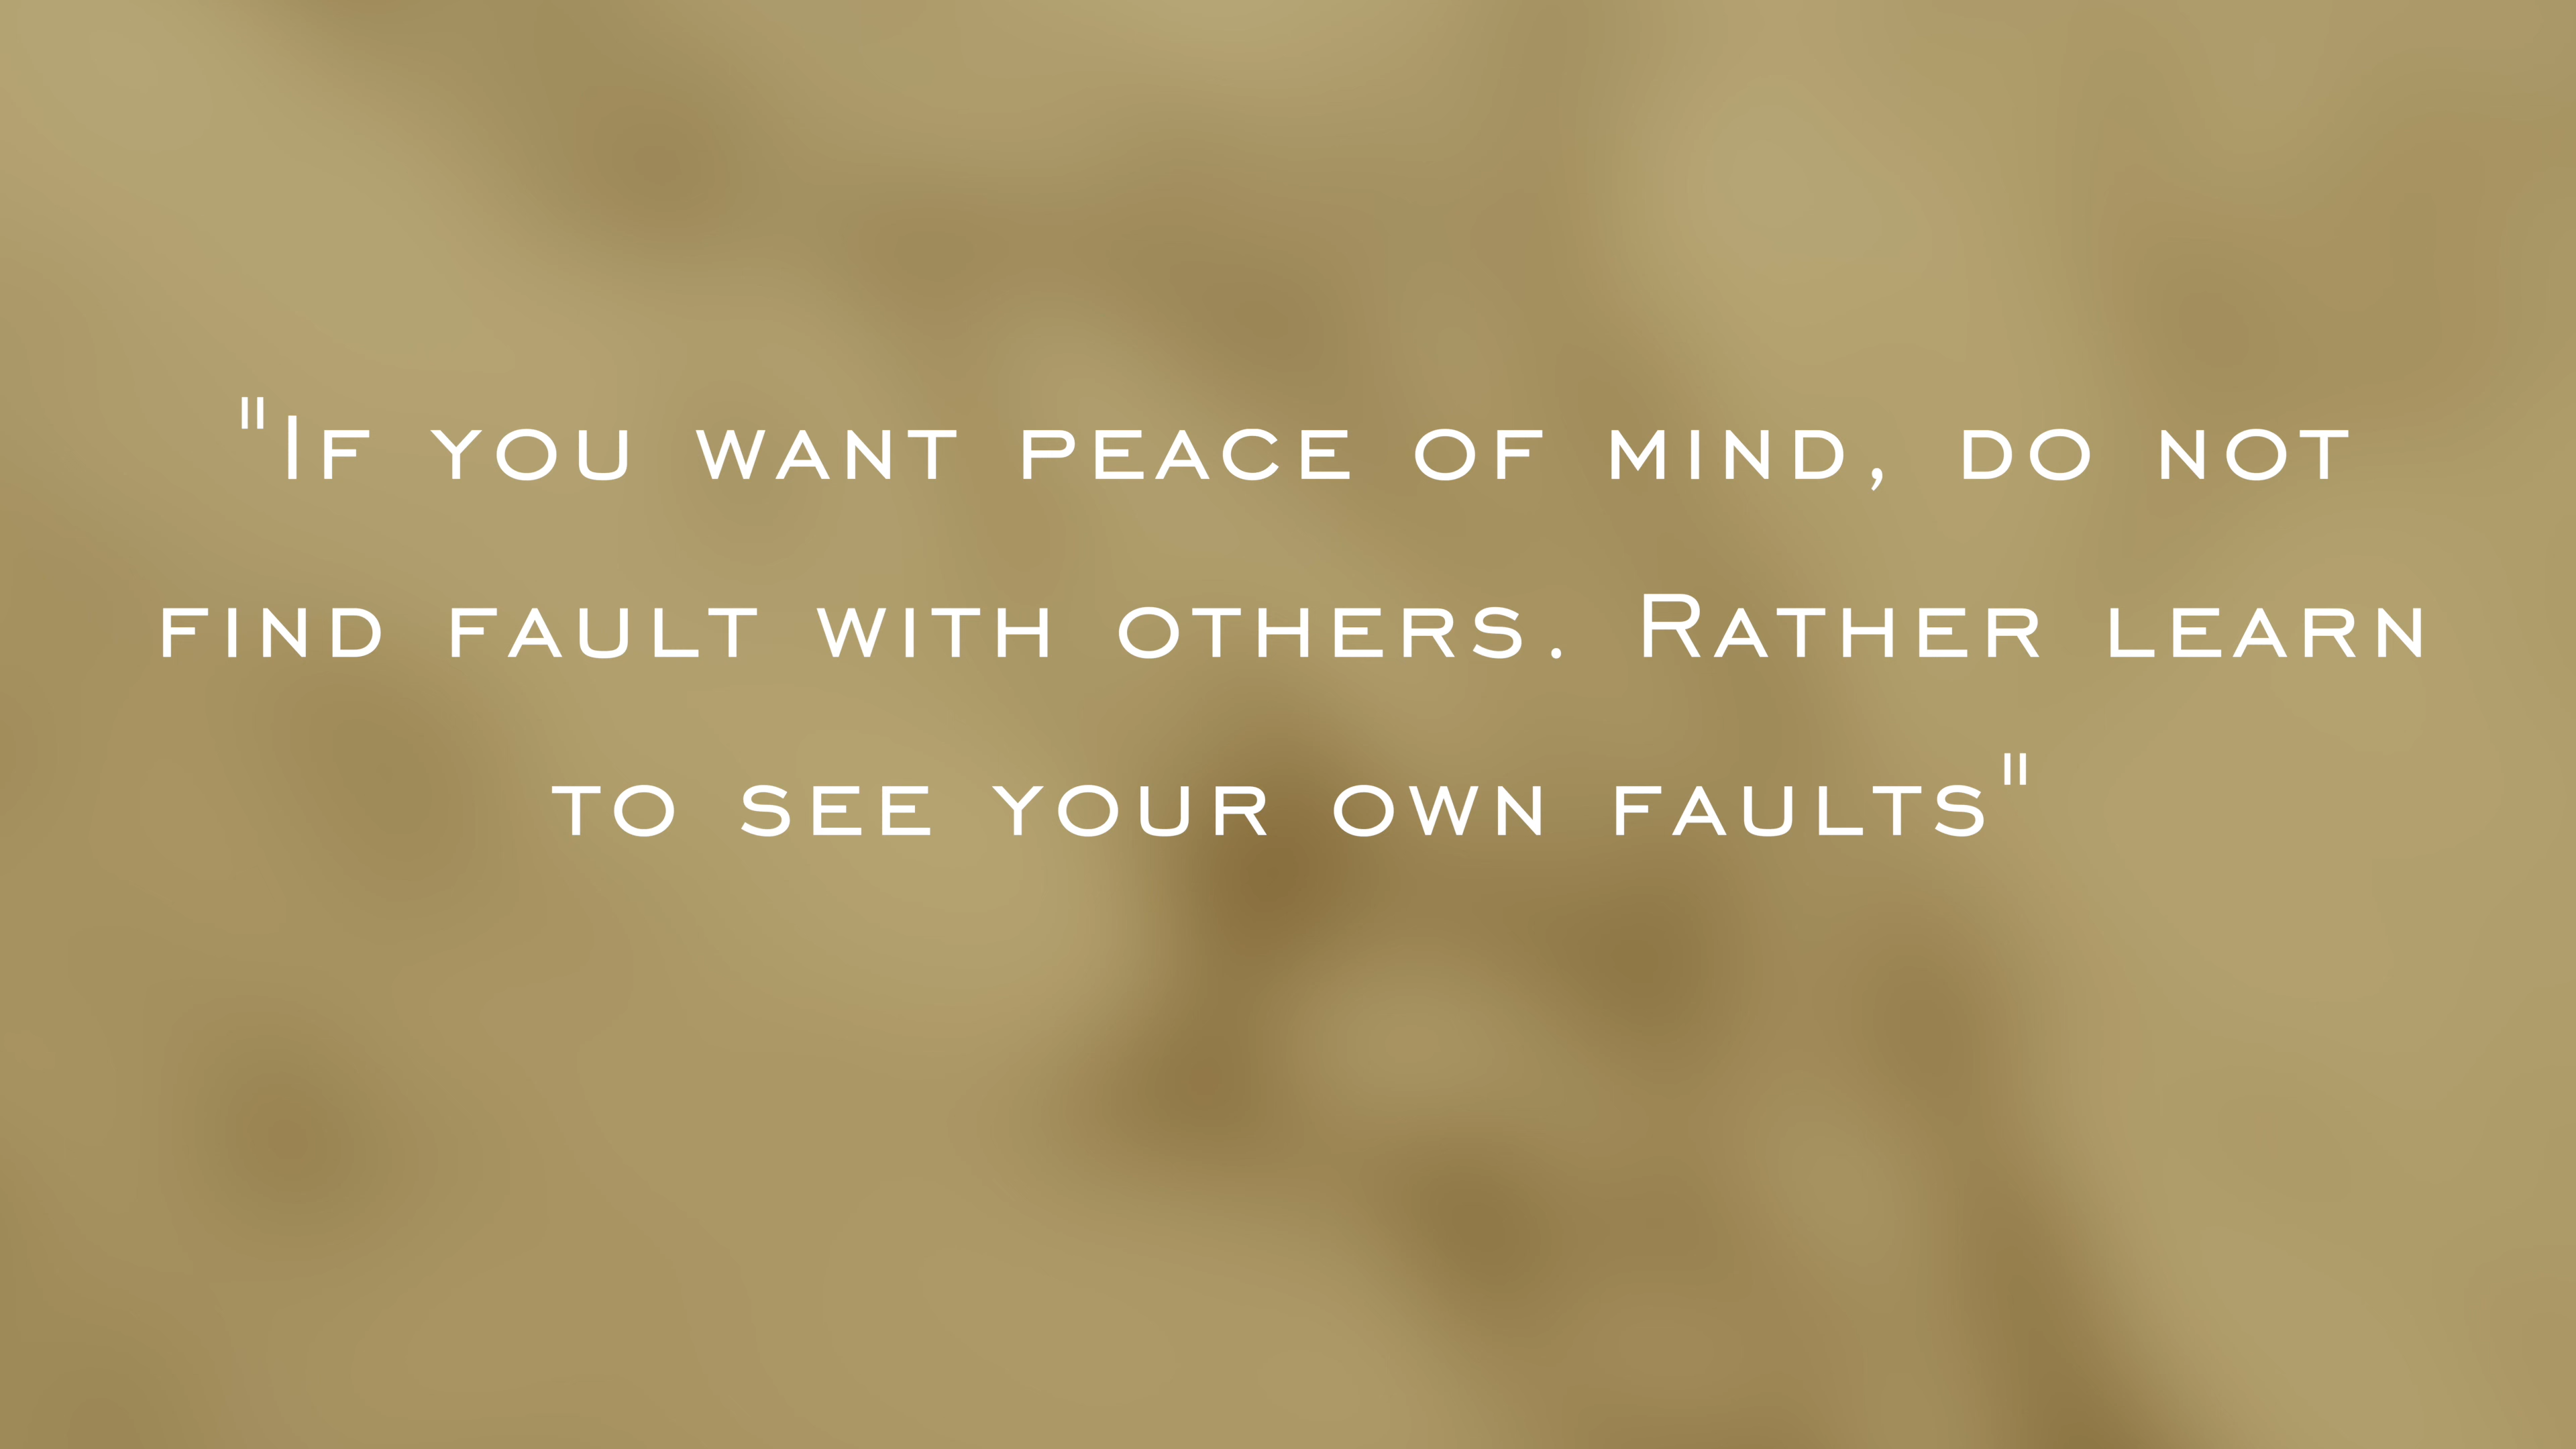 "If you want peace of mind, do not
find fault with others. Rather learn
to see your own faults"